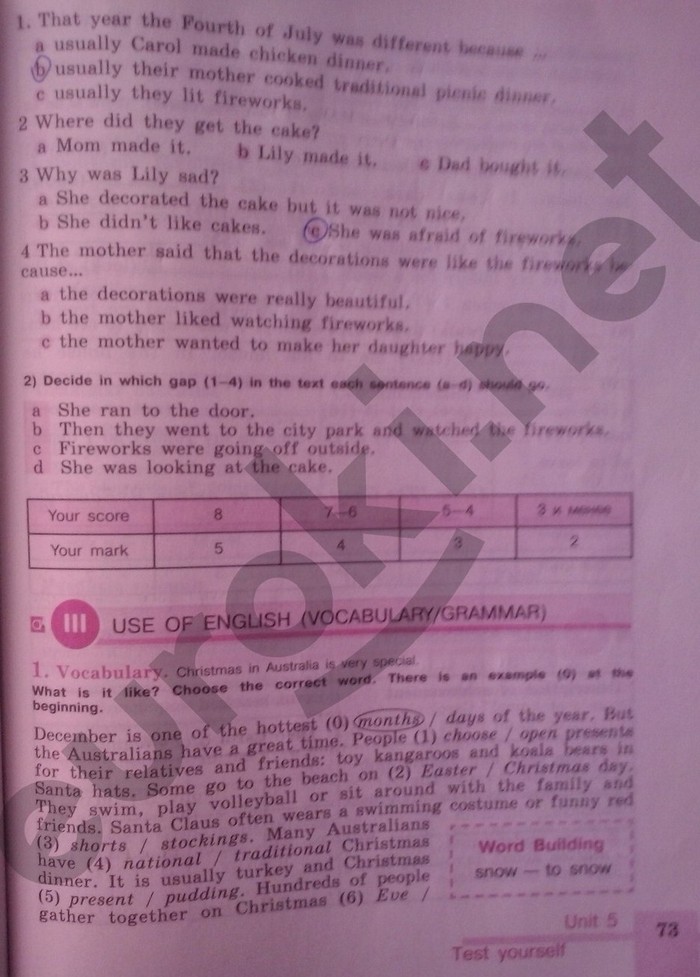 1. That year the Fourth of July was different because ...
a usually Carol made chicken dinner.
b usually their mother cooked traditional picnic dinner.
c usually they lit fireworks.
2 Where did they get the cake?
a Mom made it. b Lily made it. c Dad bought it.
3 Why was Lily sad?
a She decorated the cake but it was not nice.
b She didn't like cakes. c She was afraid of fireworks.
4 The mother said that the decorations were like the fireworks be
cause...
a the decorations were really beautiful.
b the mother liked watching fireworks.
c the mother wanted to make her daughter happy.
2) Decide in which gap (1–4) in the text each sentence (a–d) should go.
a She ran to the door.
b Then they went to the city park and watched the fireworks.
c Fireworks were going off outside.
d She was looking at the cake.
Your score 8 7–6 5–4 3 и менее
Your mark 5 4 3 2
III USE OF ENGLISH (VOCABULARY/GRAMMAR)
1. Vocabulary. Christmas in Australia is very special.
What is it like? Choose the correct word. There is an example (0) at the
beginning.
December is one of the hottest (0) months / days of the year. But
the Australians have a great time. People (1) choose / open presents
for their relatives and friends: toy kangaroos and koala bears in
Santa hats. Some go to the beach on (2) Easter / Christmas day.
They swim, play volleyball or sit around with the family and
friends. Santa Claus often wears a swimming costume or funny red
(3) shorts / stockings. Many Australians
have (4) national / traditional Christmas
dinner. It is usually turkey and Christmas
(5) present / pudding. Hundreds of people
gather together on Christmas (6) Eve /
Word Building
snow — to snow
Unit 5
Test yourself
73
euroki.net